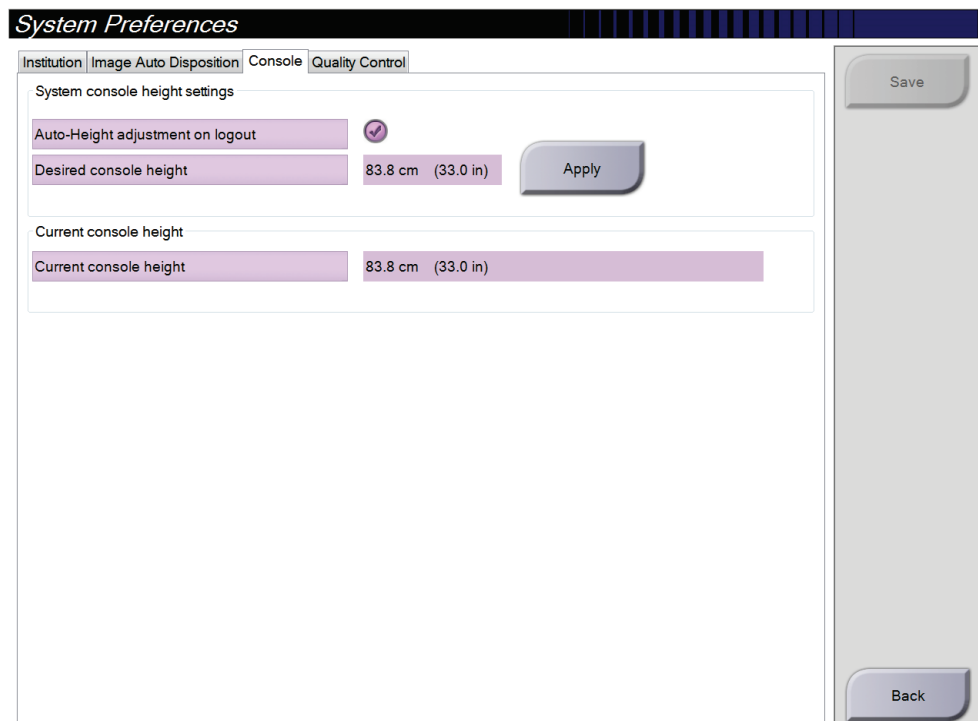 System Preferences
Institution Image Auto Disposition Console Quality Control
Save
System console height settings
Auto-Height adjustment on logout
Desired console height 83.8 cm (33.0 in) Apply
Current console height
Current console height 83.8 cm (33.0 in)
Back